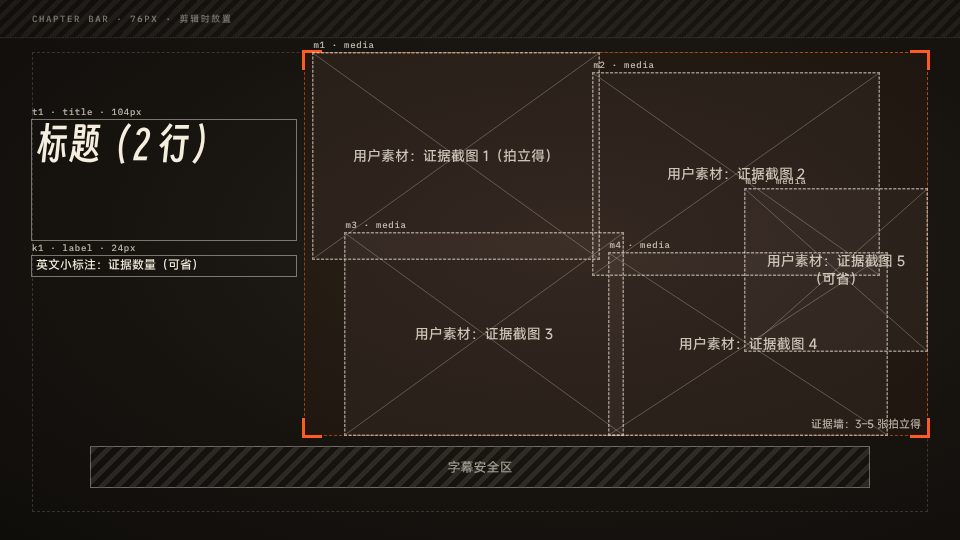 CHAPTER BAR · 76PX · 剪辑时放置
m1 · media
m2 · media
t1 · title · 104px
标题（2 行）
用户素材：证据截图 1（拍立得）
用户素材：证据截图 2
m5 · media
m3 · media
m4 · media
k1 · label · 24px
英文小标注：证据数量（可省）
用户素材：证据截图 5
（可省）
用户素材：证据截图 3
用户素材：证据截图 4
证据墙：3–5 张拍立得
字幕安全区